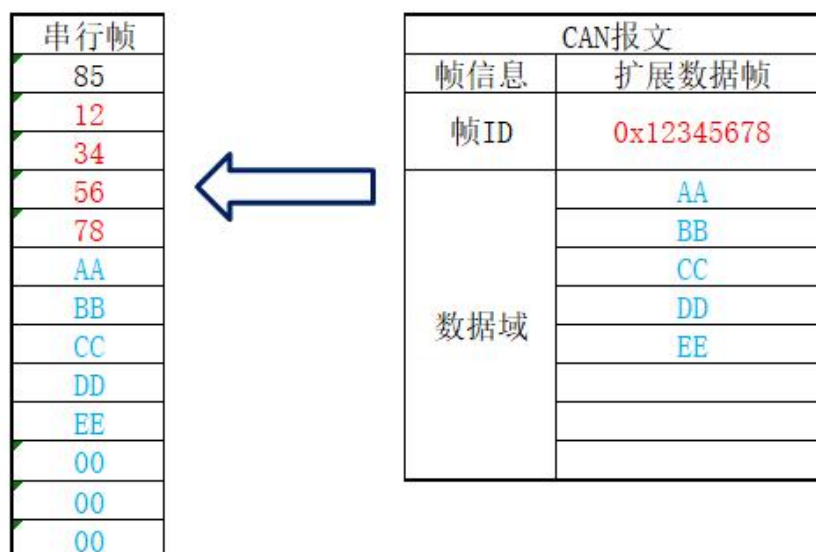 串行帧
85
12
34
56
78
AA
BB
CC
DD
EE
00
00
00
CAN报文
帧信息 扩展数据帧
帧ID 0x12345678
数据域
AA
BB
CC
DD
EE